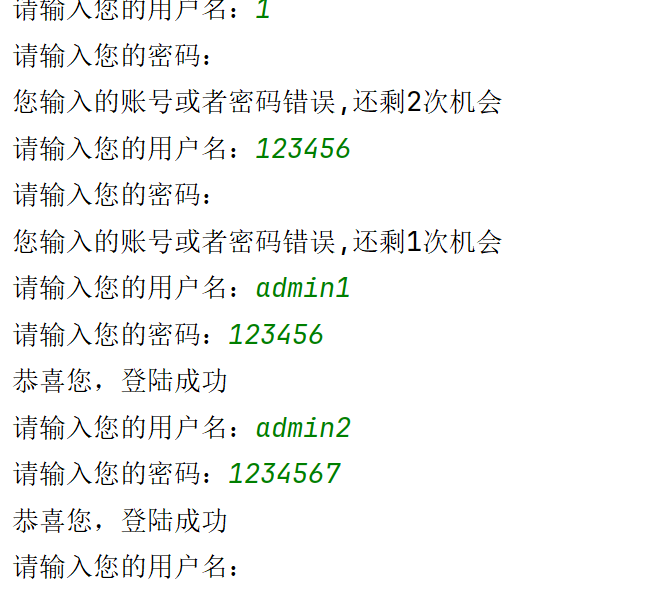 请输入您的用户名：1
请输入您的密码：
您输入的账号或者密码错误,还剩2次机会
请输入您的用户名：123456
请输入您的密码：
您输入的账号或者密码错误,还剩1次机会
请输入您的用户名：admin1
请输入您的密码：123456
恭喜您，登陆成功
请输入您的用户名：admin2
请输入您的密码：1234567
恭喜您，登陆成功
请输入您的用户名：